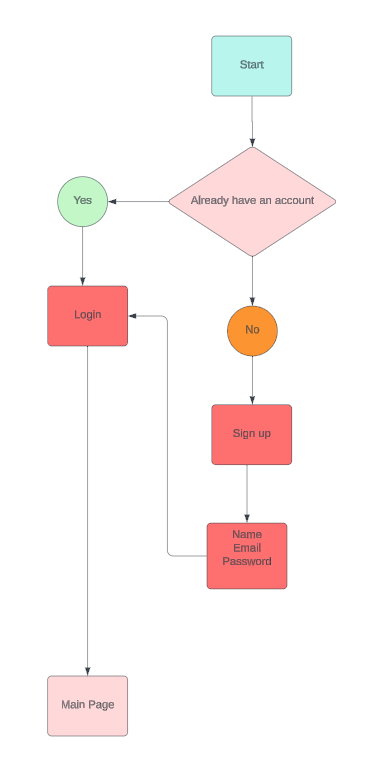 Start
Already have an account
Yes
Login
No
Sign up
Name
Email
Password
Main Page